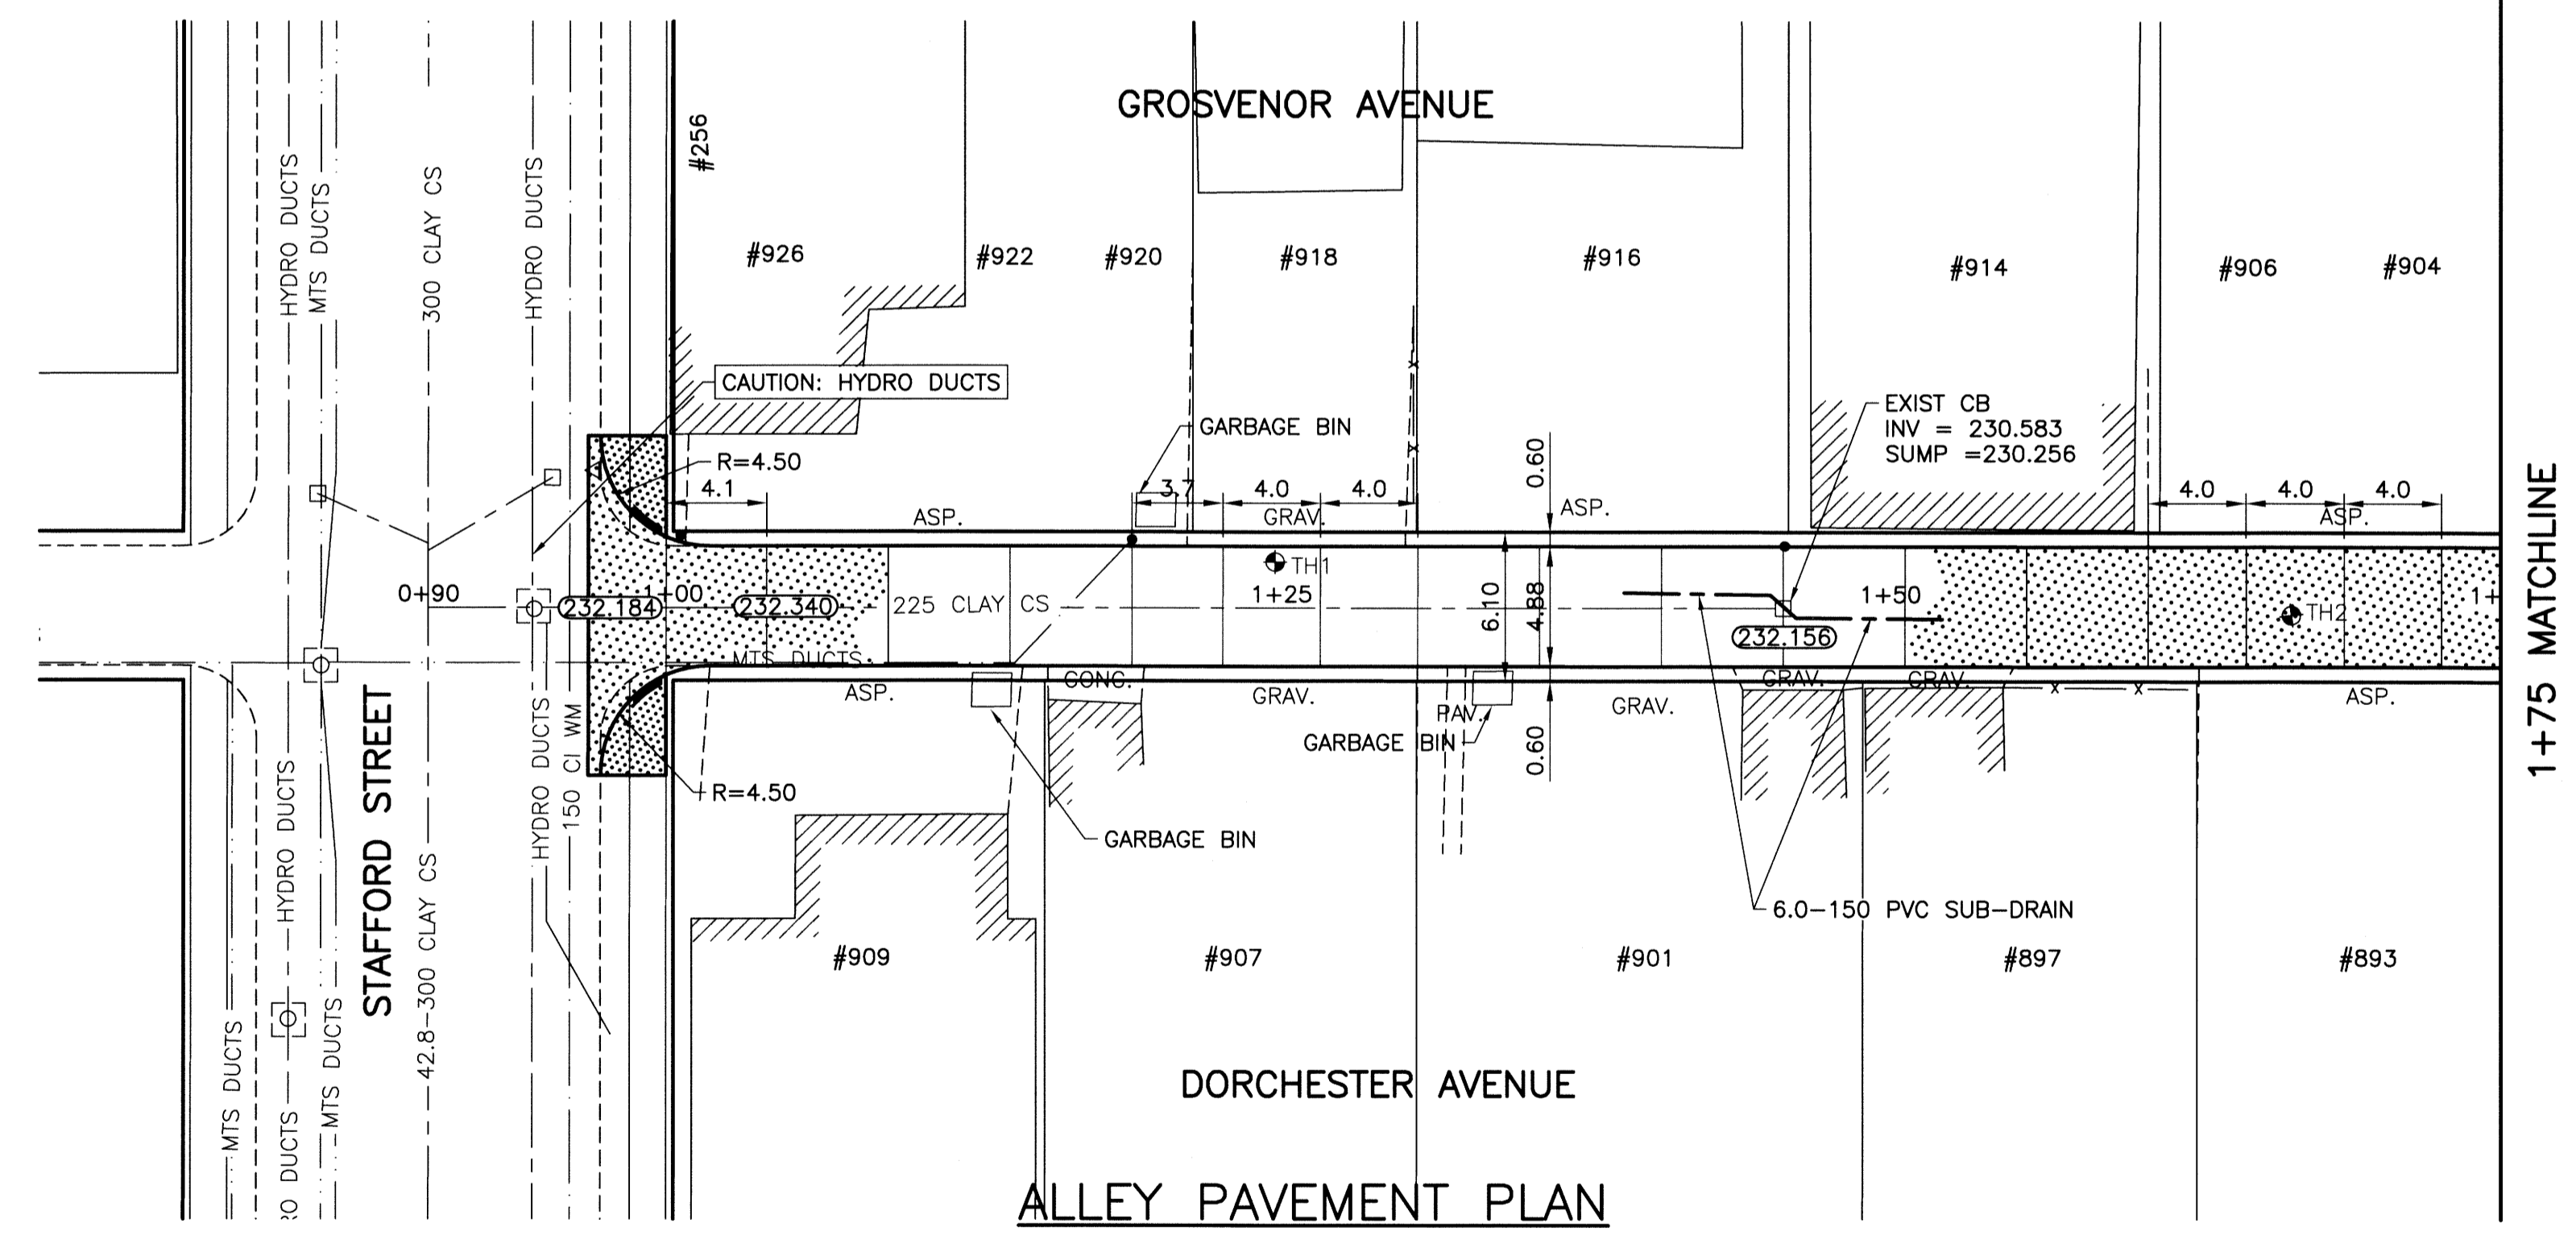 GROSVENOR AVENUE
#256
HYDRO DUCTS
MTS DUCTS
300 CLAY CS
HYDRO DUCTS
#926
#922
#920
#918
#916
#914
#906
#904
CAUTION: HYDRO DUCTS
GARBAGE BIN
EXIST CB
INV = 230.583
SUMP =230.256
R=4.50
4.1
3.7
4.0
4.0
0.60
4.0
4.0
4.0
ASP.
GRAV.
ASP.
ASP.
TH1
0+90
232.184
1+00
232.340
225 CLAY CS
1+25
6.10
4.88
1+50
TH2
1+
232.156
MTS DUCTS
ASP.
CONC.
GRAV.
PAV.
GRAV.
GRAV.
GRAV.
ASP.
GARBAGE BIN
0.60
R=4.50
GARBAGE BIN
6.0-150 PVC SUB-DRAIN
1+75 MATCHLINE
STAFFORD STREET
HYDRO DUCTS
150 CI WM
HYDRO DUCTS
42.8-300 CLAY CS
MTS DUCTS
MTS DUCTS
RO DUCTS
#909
#907
#901
#897
#893
DORCHESTER AVENUE
ALLEY PAVEMENT PLAN